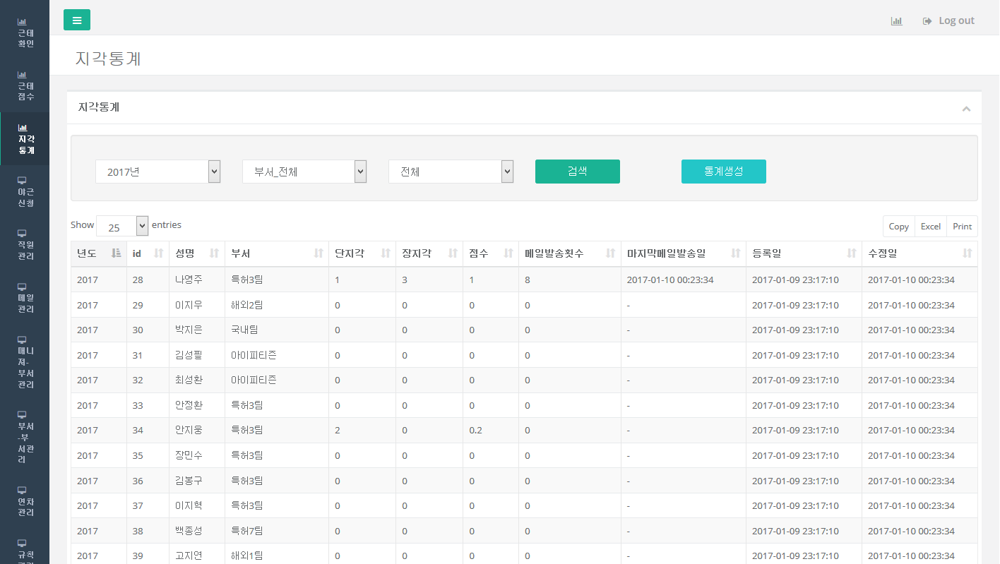 근태
확인
근태
점수
지각
통계
야근
신청
직원
관리
메일
관리
매니
저-
부서
관리
부서
-부
서관
리
연차
관리
규칙
Log out
지각통계
지각통계
2017년 부서_전체 전체 검색 통계생성
Show 25 entries Copy Excel Print
년도 id 성명 부서 단지각 장지각 점수 메일발송횟수 마지막메일발송일 등록일 수정일
2017 28 나영주 특허3팀 1 3 1 8 2017-01-10 00:23:34 2017-01-09 23:17:10 2017-01-10 00:23:34
2017 29 이지우 해외2팀 0 0 0 0 - 2017-01-09 23:17:10 2017-01-10 00:23:34
2017 30 박지은 국내팀 0 0 0 0 - 2017-01-09 23:17:10 2017-01-10 00:23:34
2017 31 김성필 아이피티즌 0 0 0 0 - 2017-01-09 23:17:10 2017-01-10 00:23:34
2017 32 최성환 아이피티즌 0 0 0 0 - 2017-01-09 23:17:10 2017-01-10 00:23:34
2017 33 안정환 특허3팀 0 0 0 0 - 2017-01-09 23:17:10 2017-01-10 00:23:34
2017 34 안지웅 특허3팀 2 0 0.2 0 - 2017-01-09 23:17:10 2017-01-10 00:23:34
2017 35 장민수 특허3팀 0 0 0 0 - 2017-01-09 23:17:10 2017-01-10 00:23:34
2017 36 김봉구 특허3팀 0 0 0 0 - 2017-01-09 23:17:10 2017-01-10 00:23:34
2017 37 이지혁 특허3팀 0 0 0 0 - 2017-01-09 23:17:10 2017-01-10 00:23:34
2017 38 백종성 특허7팀 0 0 0 0 - 2017-01-09 23:17:10 2017-01-10 00:23:34
2017 39 고지연 해외1팀 0 0 0 0 - 2017-01-09 23:17:10 2017-01-10 00:23:34